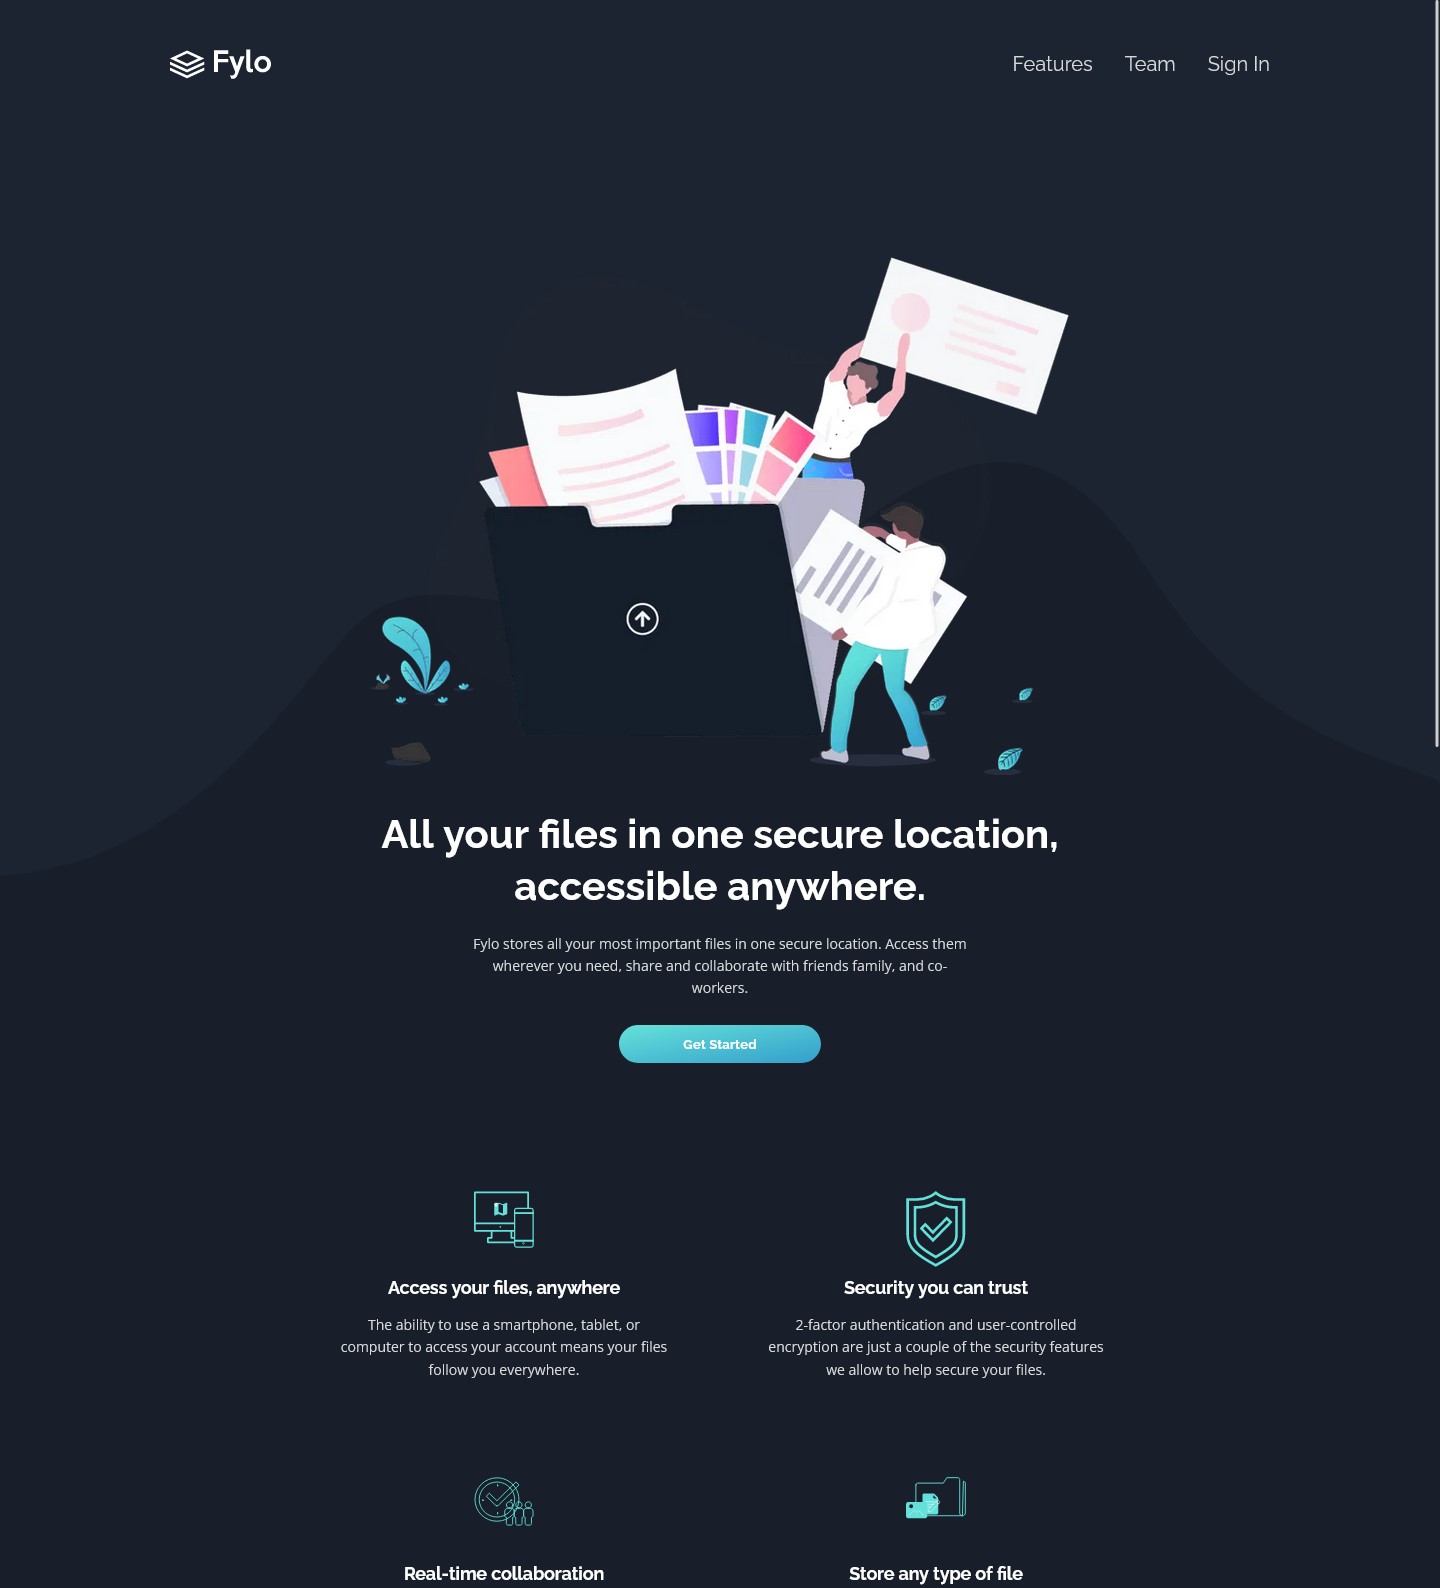 Fylo
Features Team Sign In
All your files in one secure location,
accessible anywhere.
Fylo stores all your most important files in one secure location. Access them
wherever you need, share and collaborate with friends family, and co-
workers.
Get Started
Access your files, anywhere
The ability to use a smartphone, tablet, or
computer to access your account means your files
follow you everywhere.
Security you can trust
2-factor authentication and user-controlled
encryption are just a couple of the security features
we allow to help secure your files.
Real-time collaboration
Store any type of file